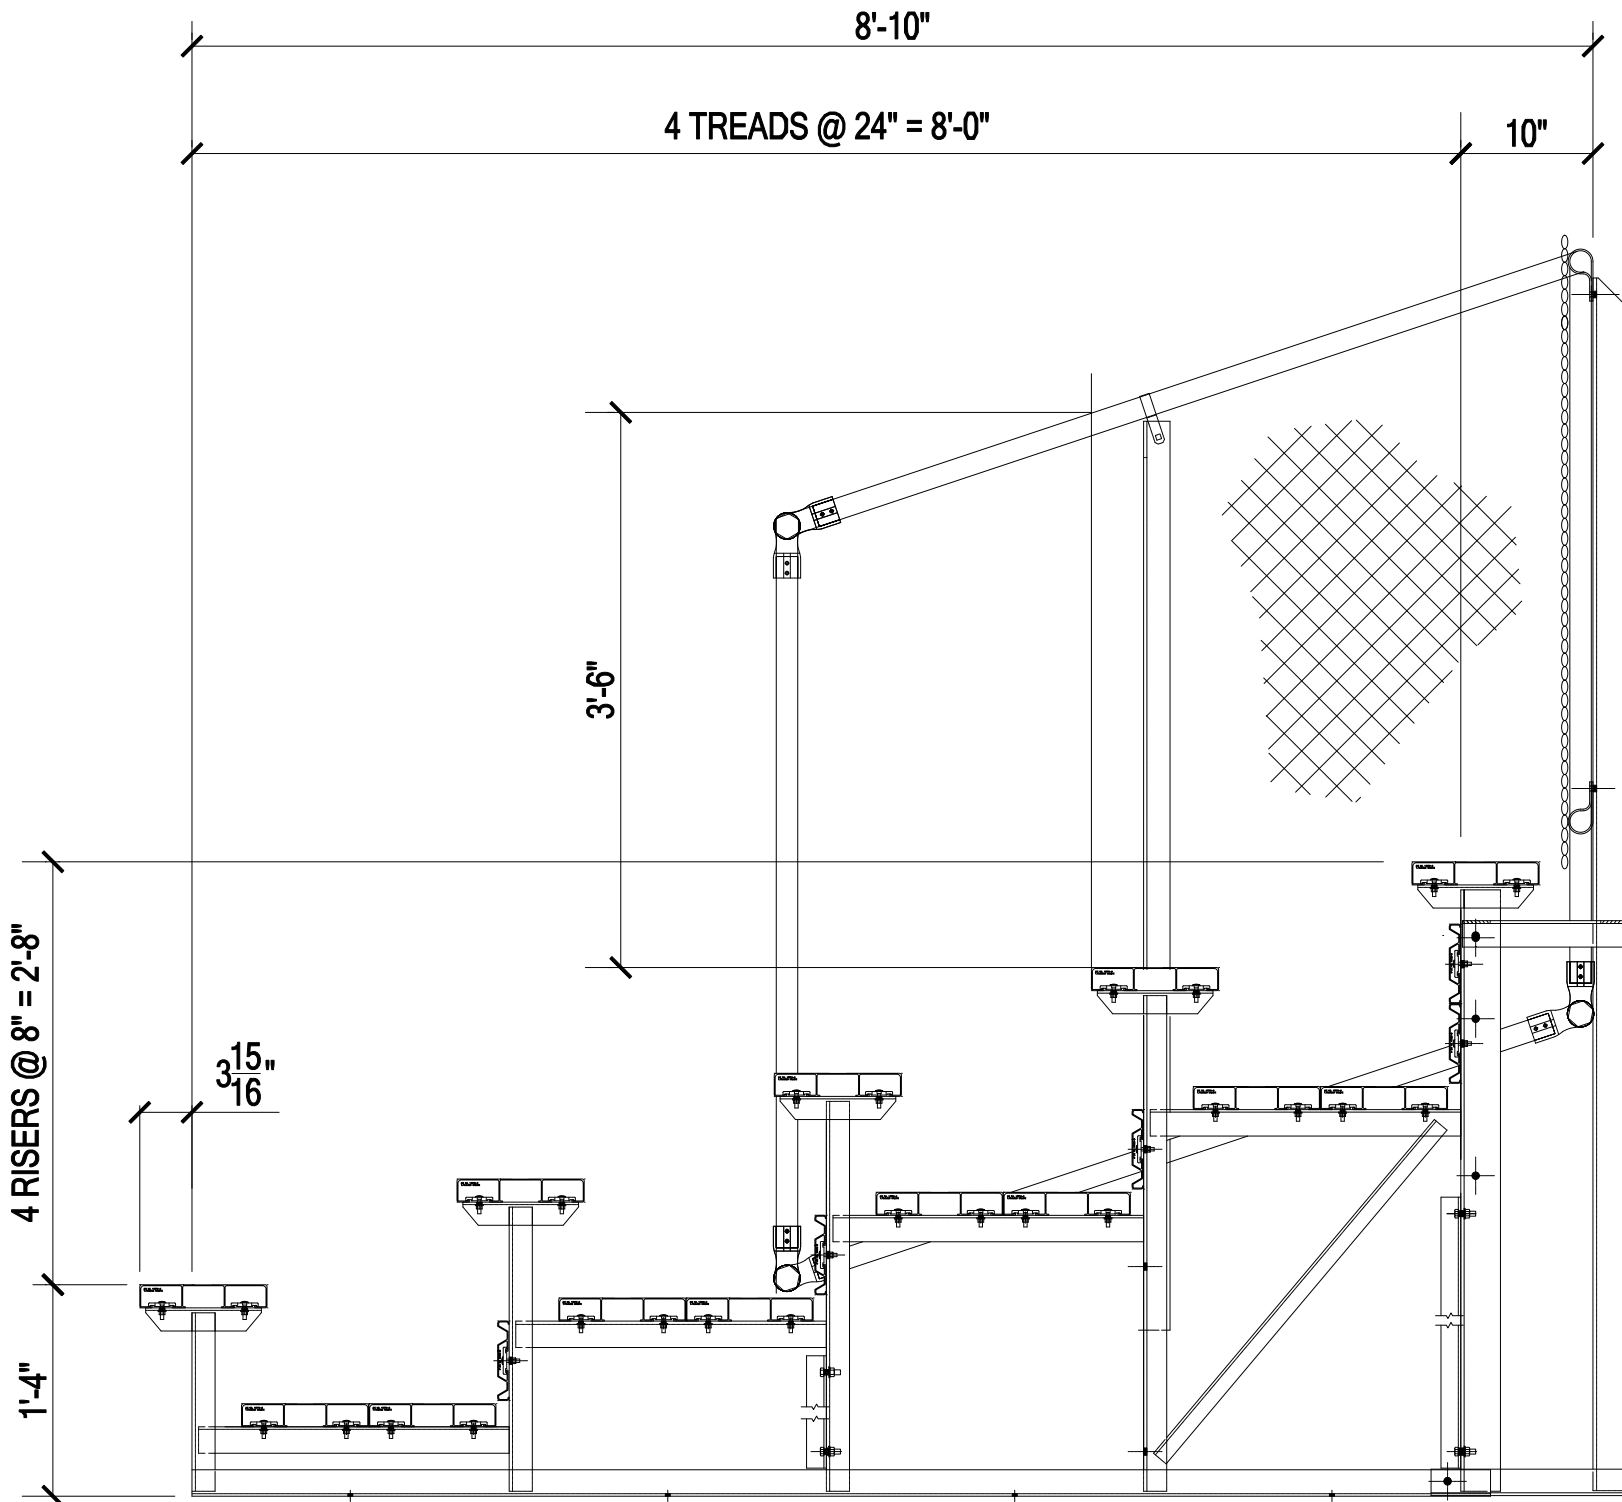 8'-10"
4 TREADS @ 24" = 8'-0"
10"
3'-6"
4 RISERS @ 8" = 2'-8"
3 15/16"
1'-4"